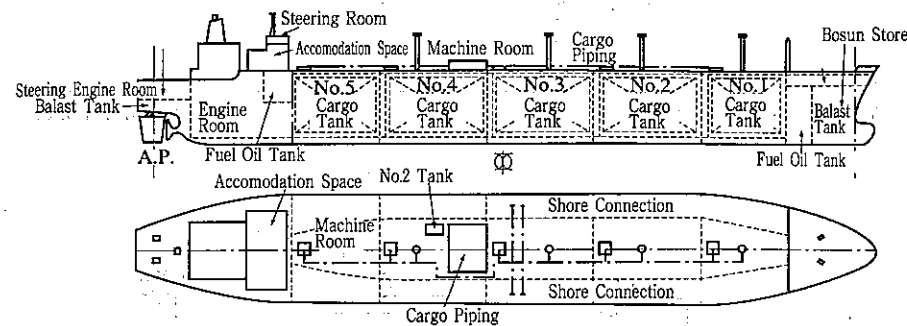 Steering Room
Accomodation Space
Machine Room
Cargo
Piping
Bosun Store
Steering Engine Room
Balast Tank
Engine
Room
No.5
Cargo
Tank
No.4
Cargo
Tank
No.3
Cargo
Tank
No.2
Cargo
Tank
No.1
Cargo
Tank
Balast
Tank
A.P.
Fuel Oil Tank
Fuel Oil Tank
Accomodation Space
No.2 Tank
Machine
Room
Shore Connection
Shore Connection
Cargo Piping